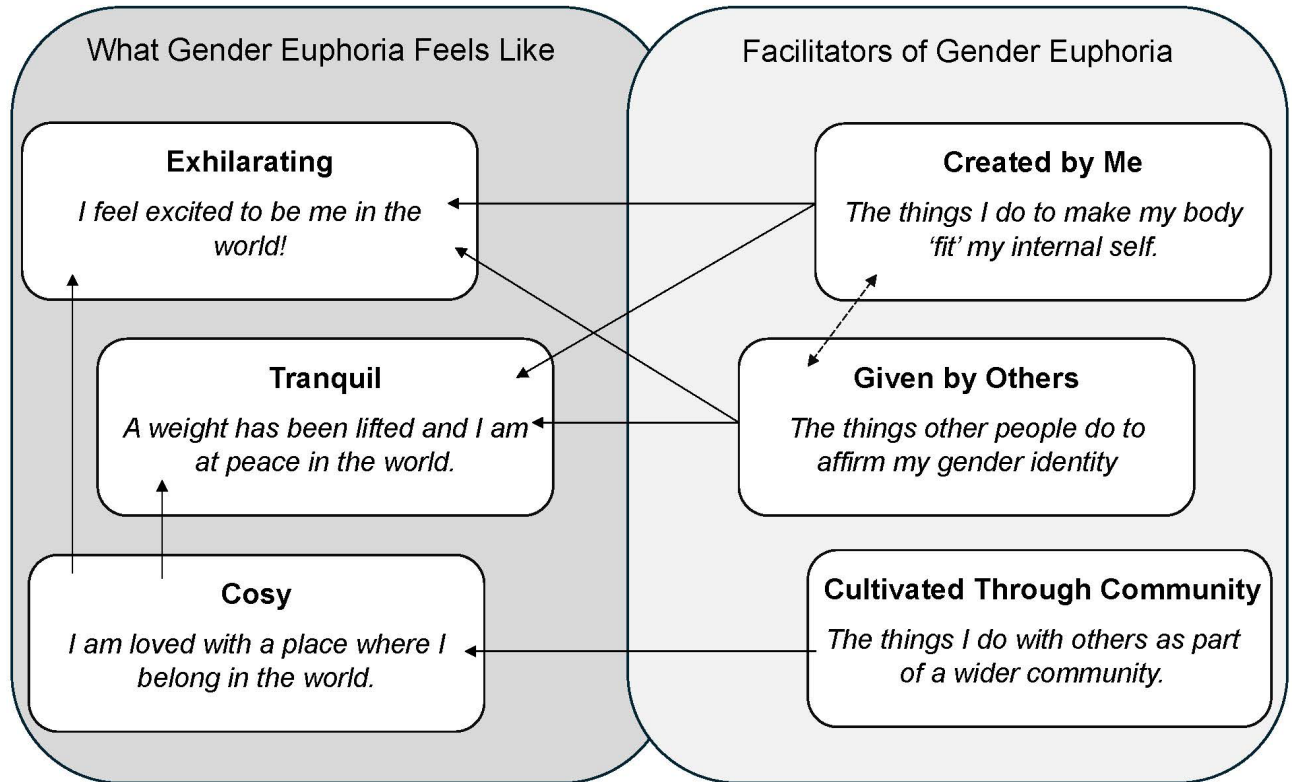 What Gender Euphoria Feels Like
Exhilarating
I feel excited to be me in the
world!
Tranquil
A weight has been lifted and I am
at peace in the world.
Cosy
I am loved with a place where I
belong in the world.
Facilitators of Gender Euphoria
Created by Me
The things I do to make my body
‘fit’ my internal self.
Given by Others
The things other people do to
affirm my gender identity
Cultivated Through Community
The things I do with others as part
of a wider community.